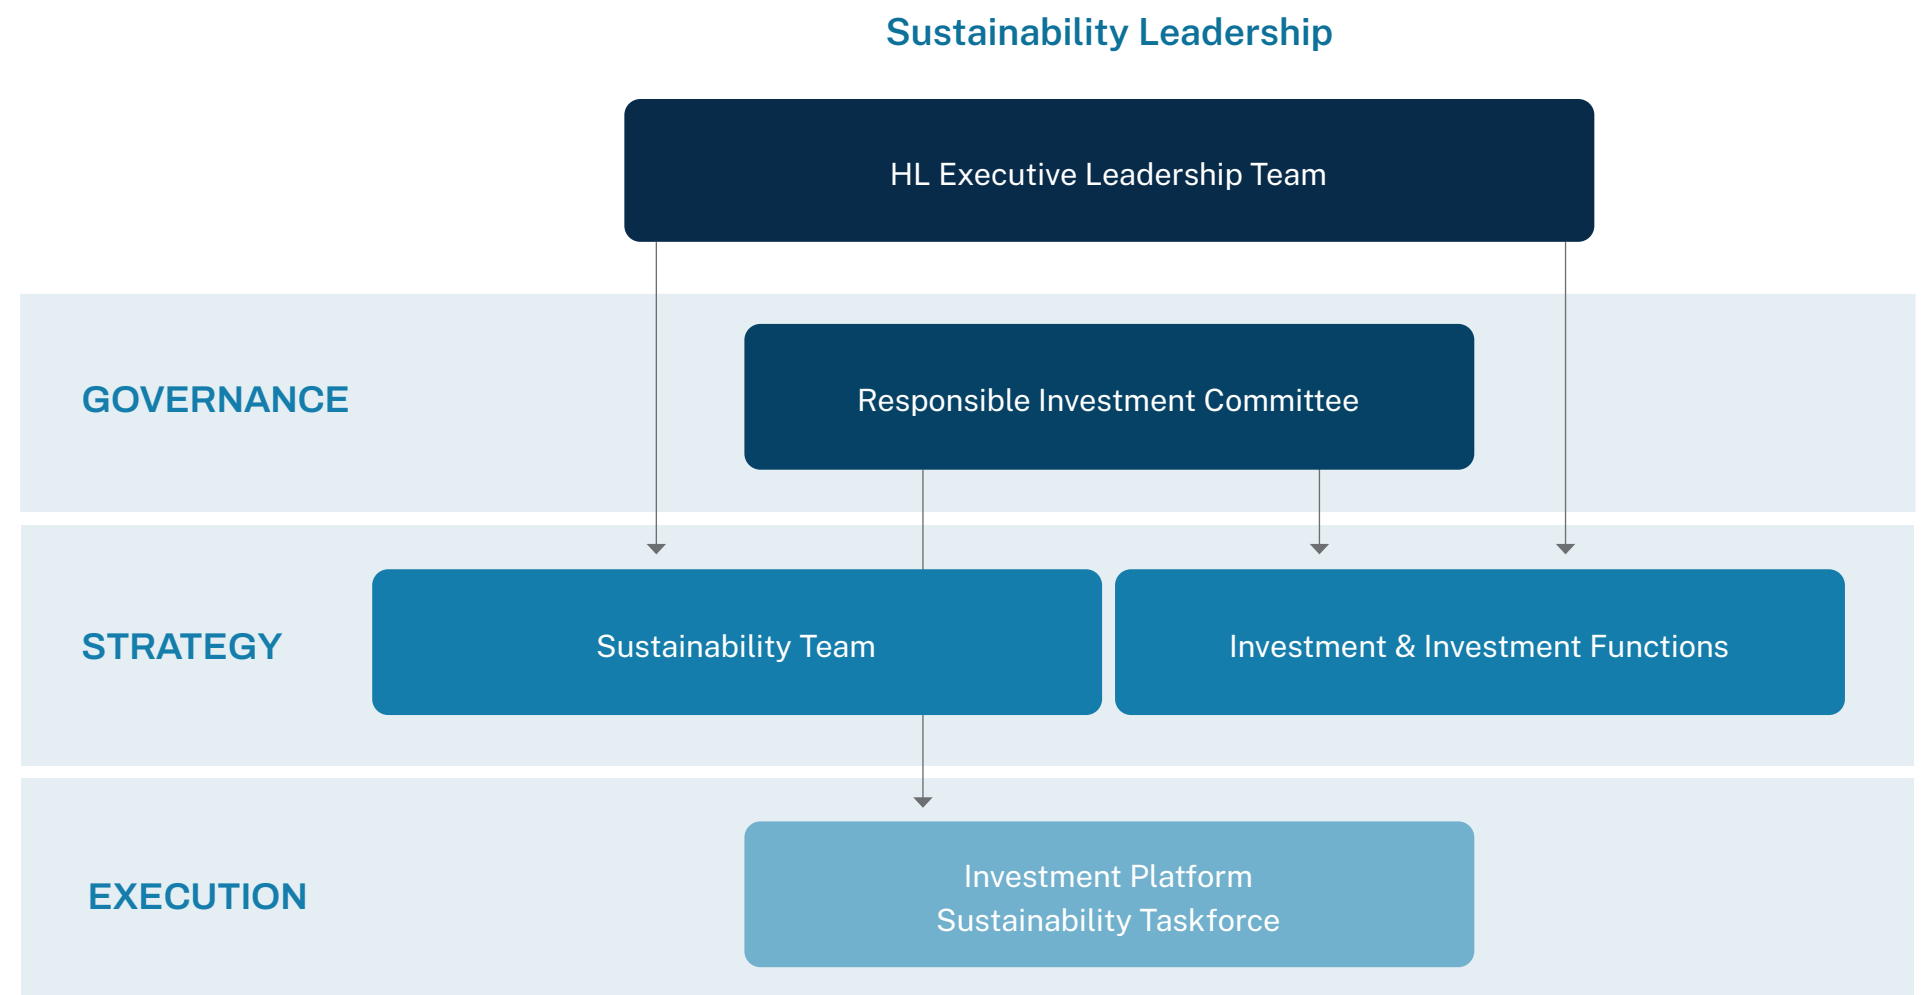 Sustainability Leadership
HL Executive Leadership Team
GOVERNANCE
Responsible Investment Committee
STRATEGY
Sustainability Team
Investment & Investment Functions
EXECUTION
Investment Platform
Sustainability Taskforce